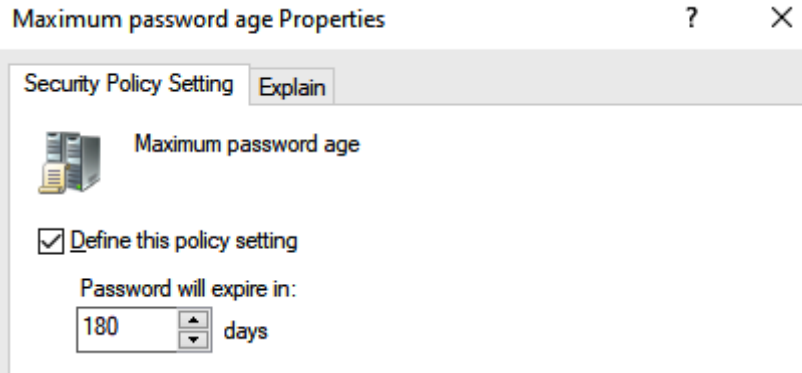 Maximum password age Properties ? ×
Security Policy Setting Explain
Maximum password age
Define this policy setting
Password will expire in:
180 days